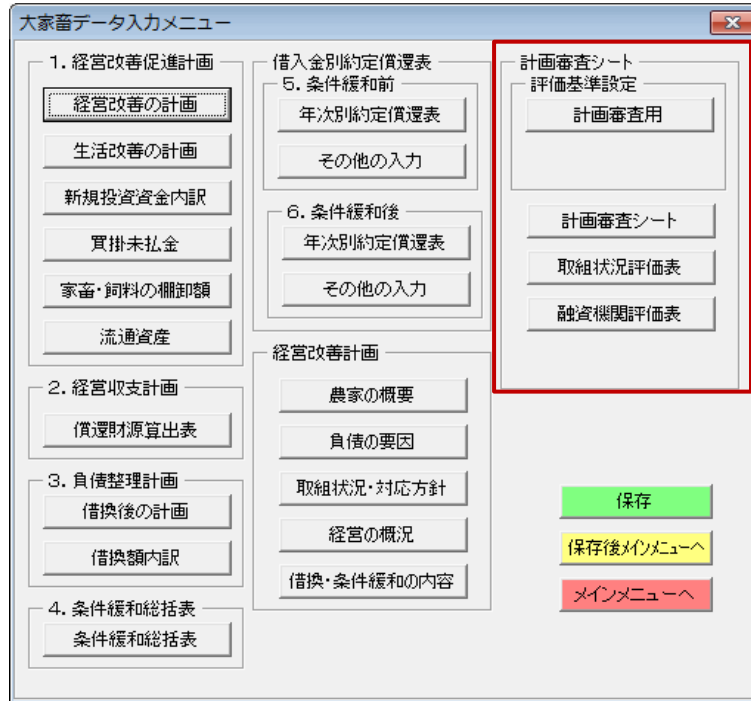 大家畜データ入力メニュー
1. 経営改善促進計画
経営改善の計画
生活改善の計画
新規投資資金内訳
買掛未払金
家畜・飼料の棚卸額
流通資産
2. 経営収支計画
償還財源算出表
3. 負債整理計画
借換後の計画
借換額内訳
4. 条件緩和総括表
条件緩和総括表
借入金別約定償還表
5. 条件緩和前
年次別約定償還表
その他の入力
6. 条件緩和後
年次別約定償還表
その他の入力
経営改善計画
農家の概要
負債の要因
取組状況・対応方針
経営の概況
借換・条件緩和の内容
計画審査シート
評価基準設定
計画審査用
計画審査シート
取組状況評価表
融資機関評価表
保存
保存後メインメニューへ
メインメニューへ